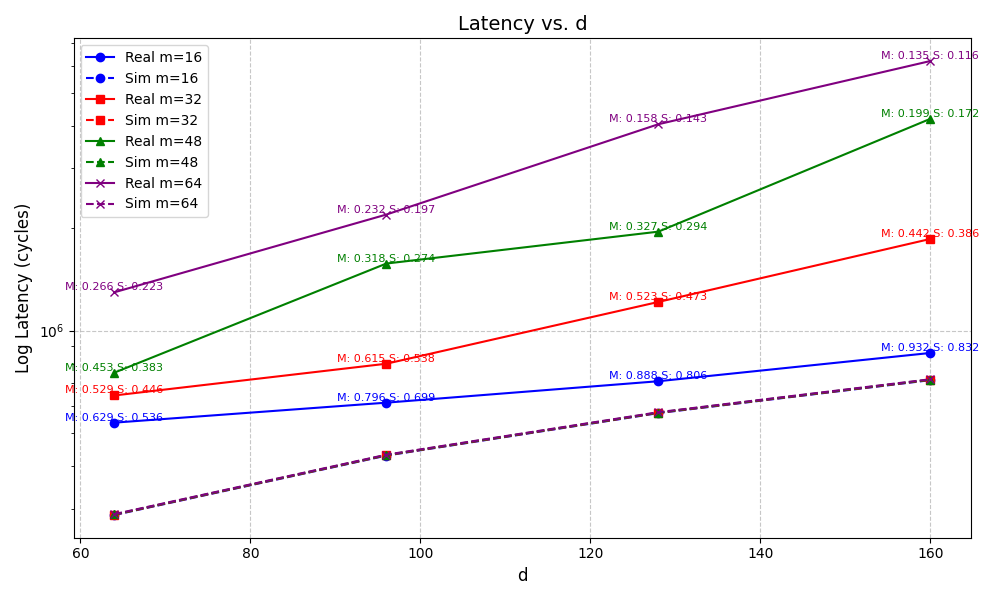 Latency vs. d
Log Latency (cycles)
10^6
Real m=16
Sim m=16
Real m=32
Sim m=32
Real m=48
Sim m=48
Real m=64
Sim m=64
M: 0.135 S: 0.116
M: 0.199 S: 0.172
M: 0.158 S: 0.143
M: 0.232 S: 0.197
M: 0.327 S: 0.294
M: 0.442 S: 0.386
M: 0.318 S: 0.274
M: 0.266 S: 0.223
M: 0.523 S: 0.473
M: 0.932 S: 0.832
M: 0.615 S: 0.538
M: 0.453 S: 0.383
M: 0.888 S: 0.806
M: 0.529 S: 0.446
M: 0.796 S: 0.699
M: 0.629 S: 0.536
60 80 100 120 140 160
d